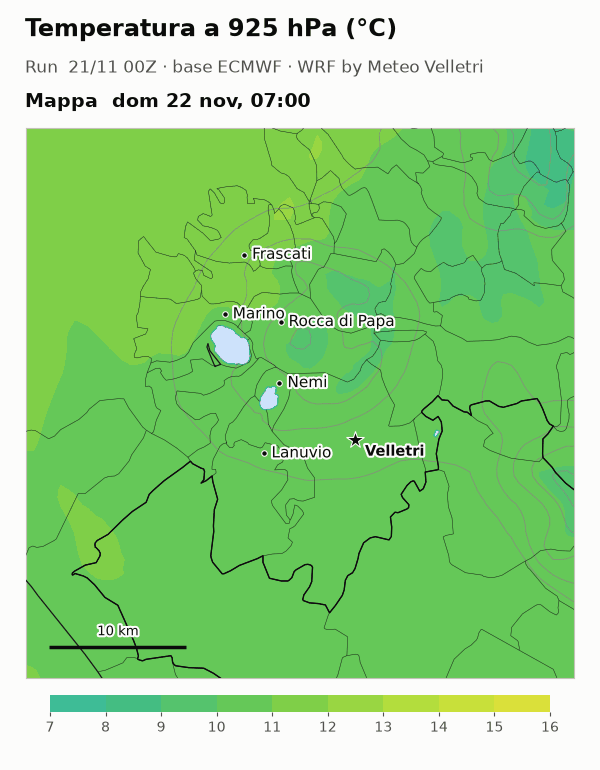 Temperatura a 925 hPa (°C)
Run  21/11 00Z · base ECMWF · WRF by Meteo Velletri
Mappa  dom 22 nov, 07:00
Frascati
Marino
Rocca di Papa
Nemi
Velletri
Lanuvio
10 km
7 8 9 10 11 12 13 14 15 16